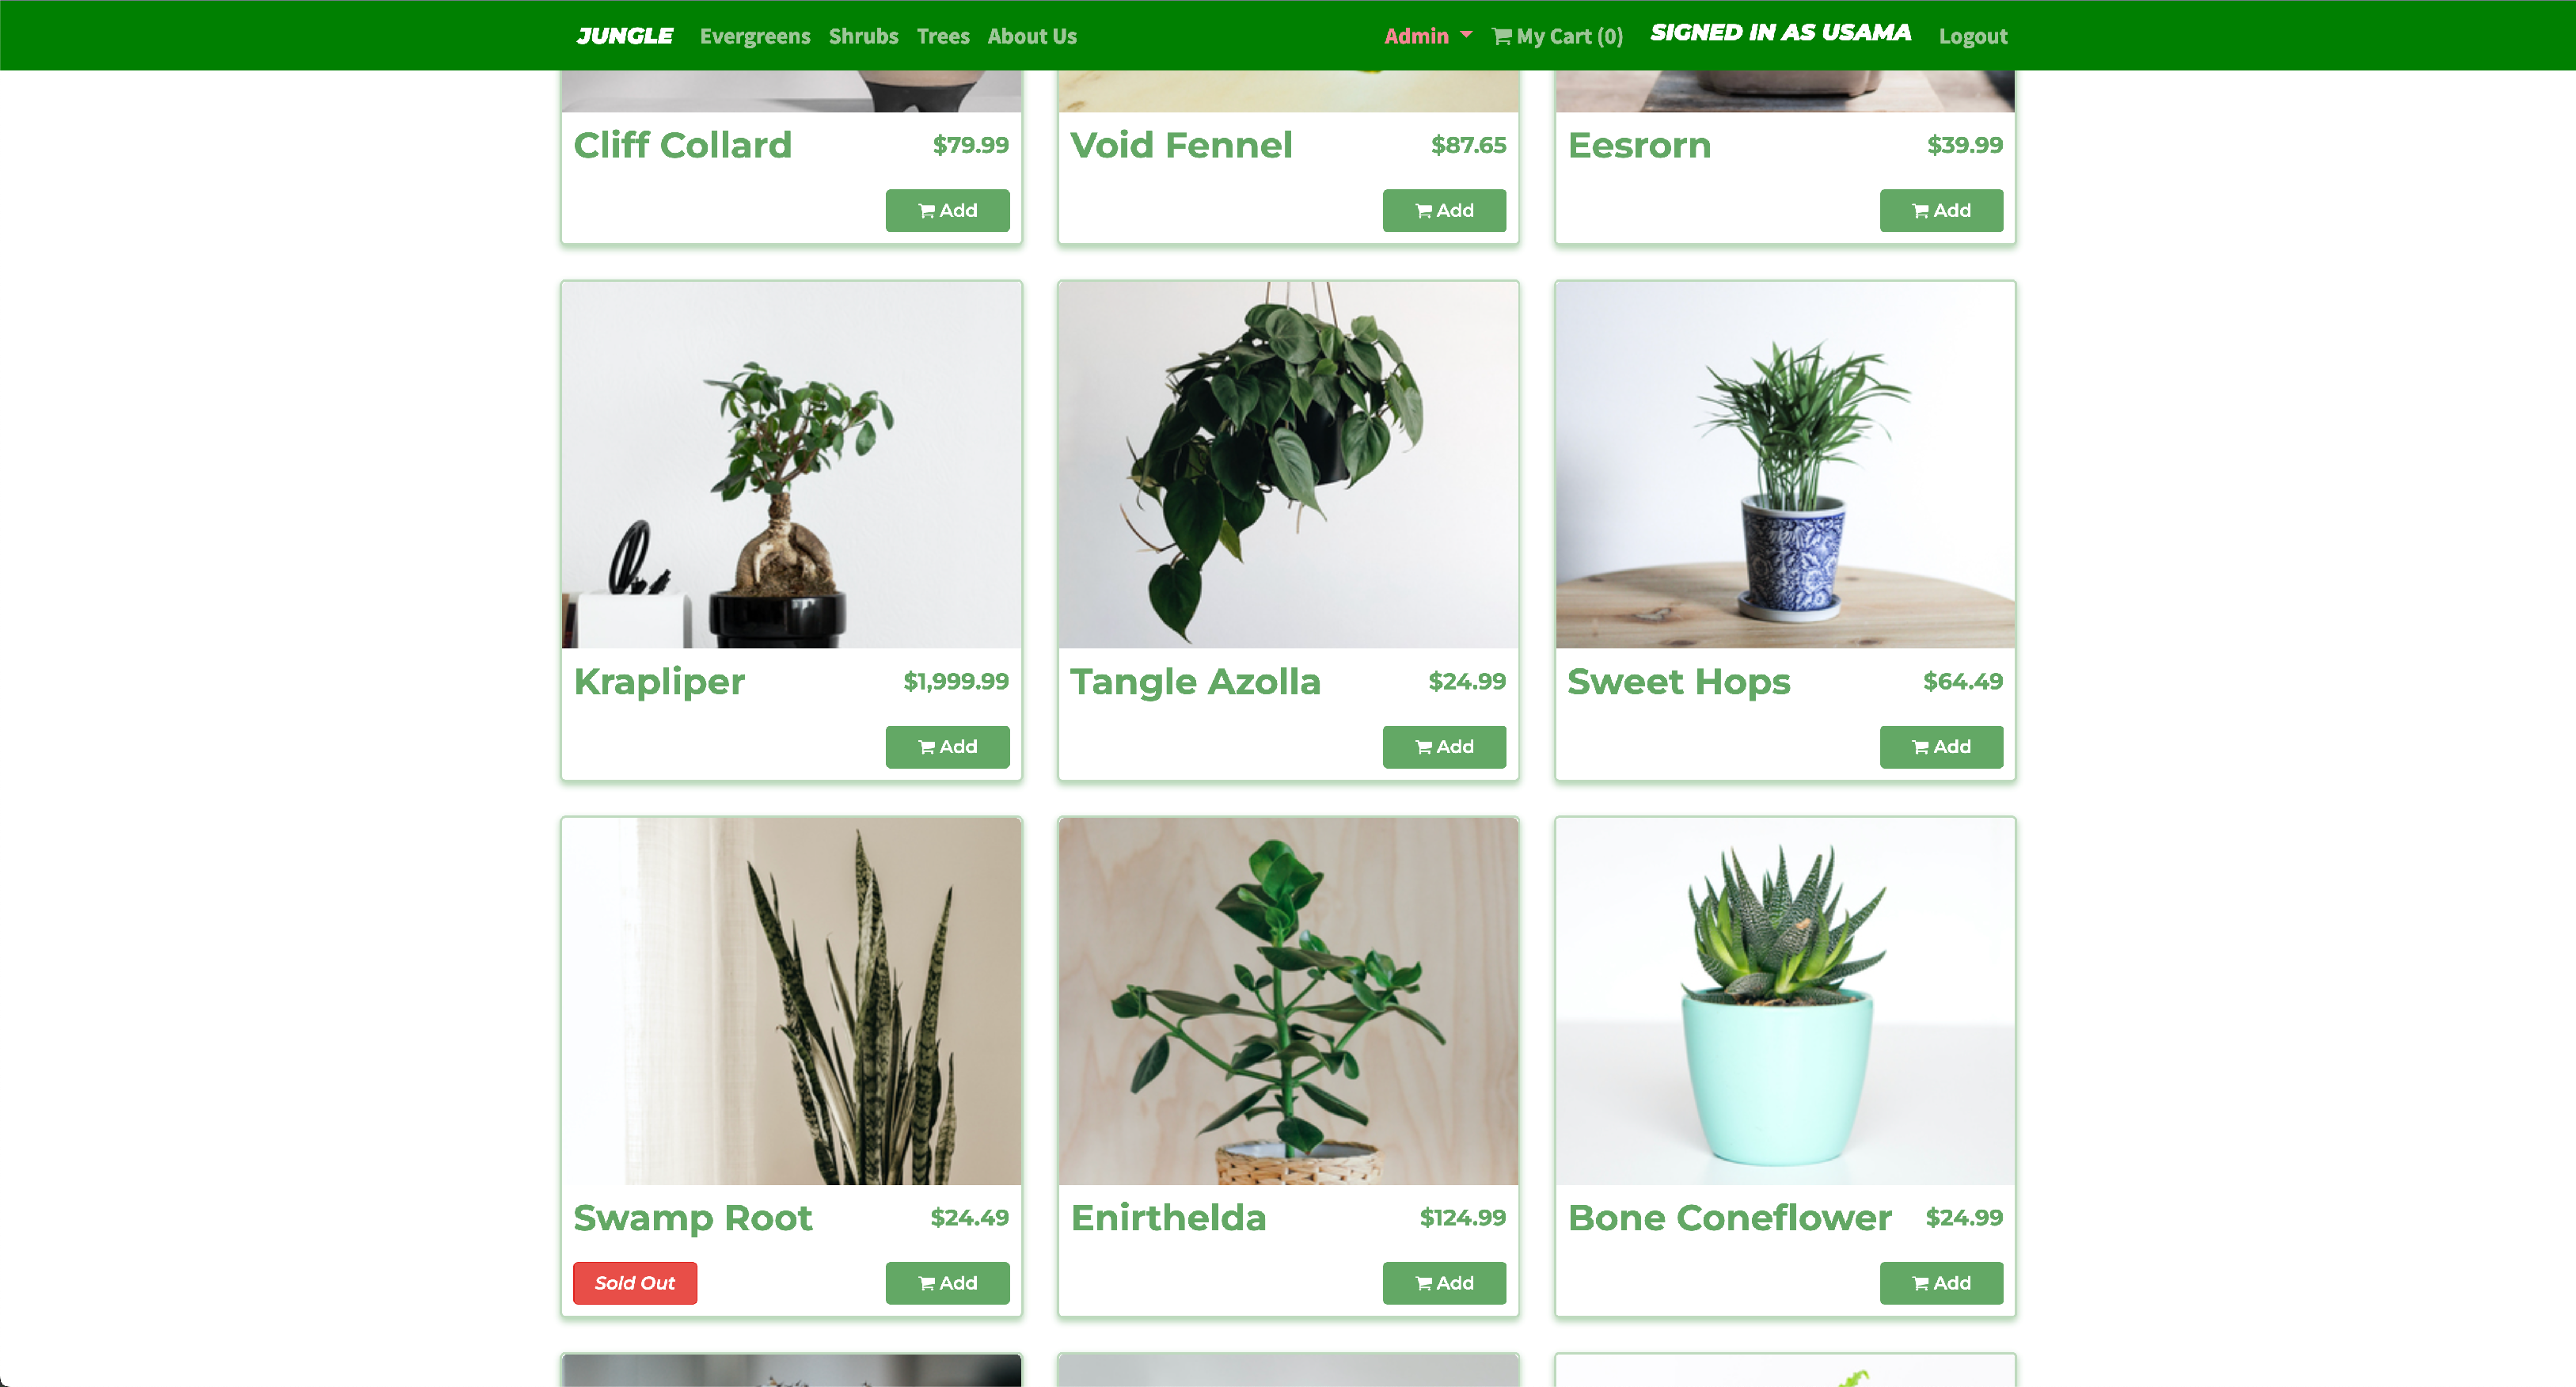 JUNGLE Evergreens Shrubs Trees About Us Admin My Cart (0) SIGNED IN AS USAMA Logout
Cliff Collard $79.99
Add
Void Fennel $87.65
Add
Eesrorn $39.99
Add
Krapliper $1,999.99
Add
Tangle Azolla $24.99
Add
Sweet Hops $64.49
Add
Swamp Root $24.49
Sold Out Add
Enirthelda $124.99
Add
Bone Coneflower $24.99
Add